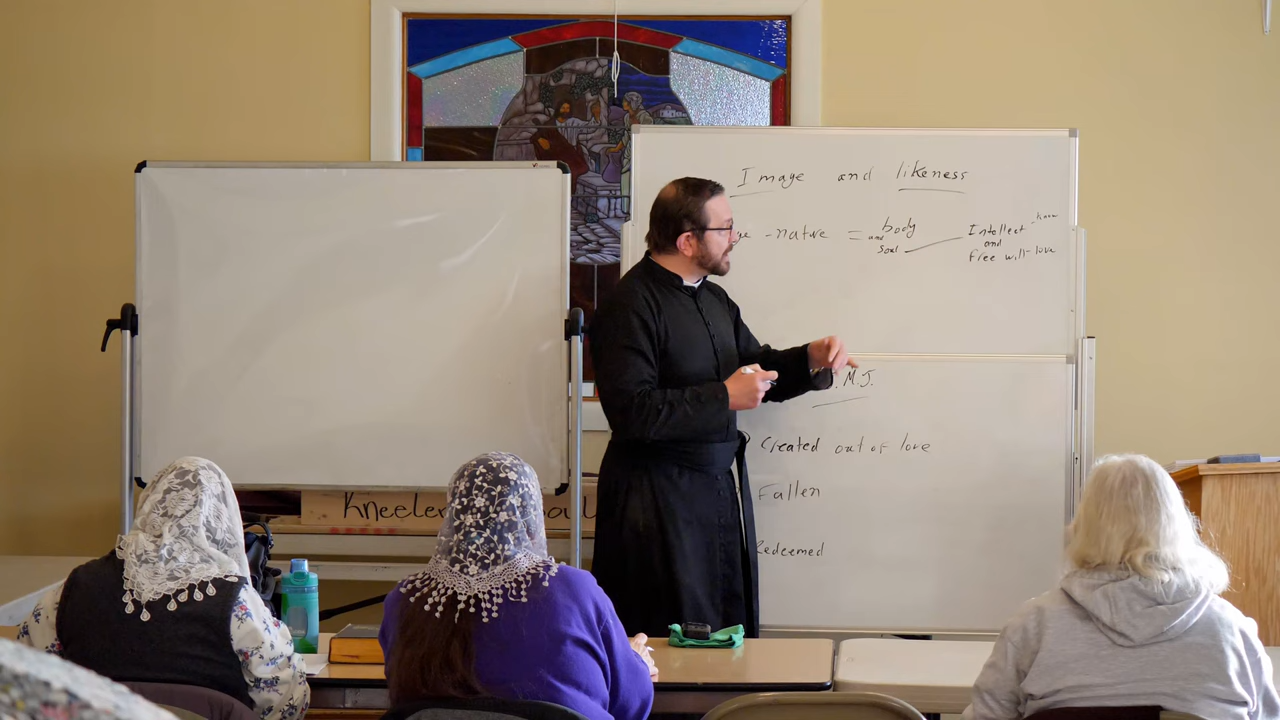 Image and likeness
-nature = body and soul
Intellect - know
and
free will - love
.M.J.
Created out of love
Fallen
Redeemed
Kneeler